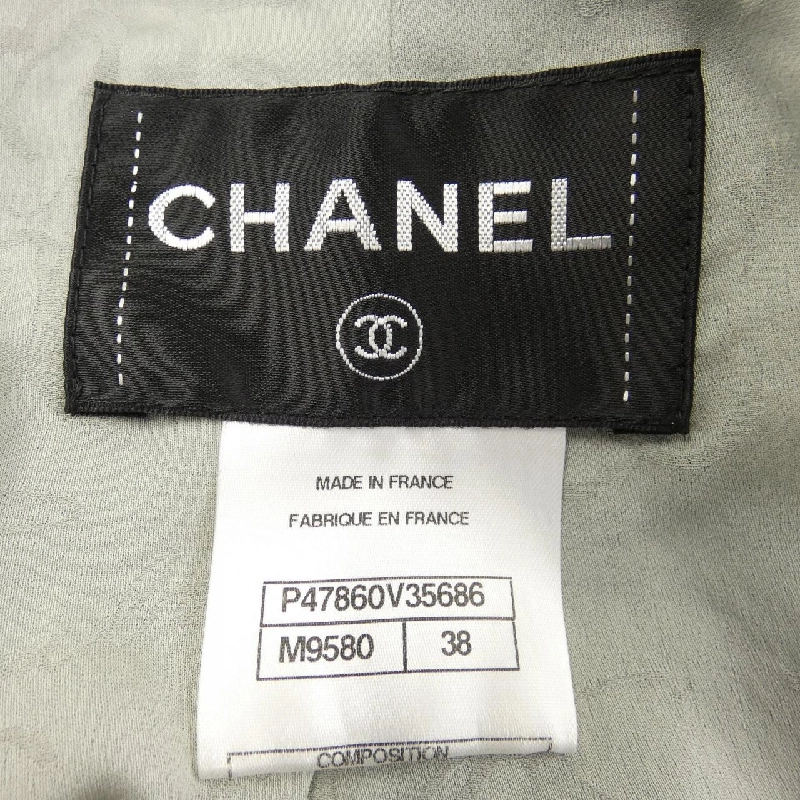 CHANEL
MADE IN FRANCE
FABRIQUE EN FRANCE
P47860V35686
M9580 38
COMPOSITION